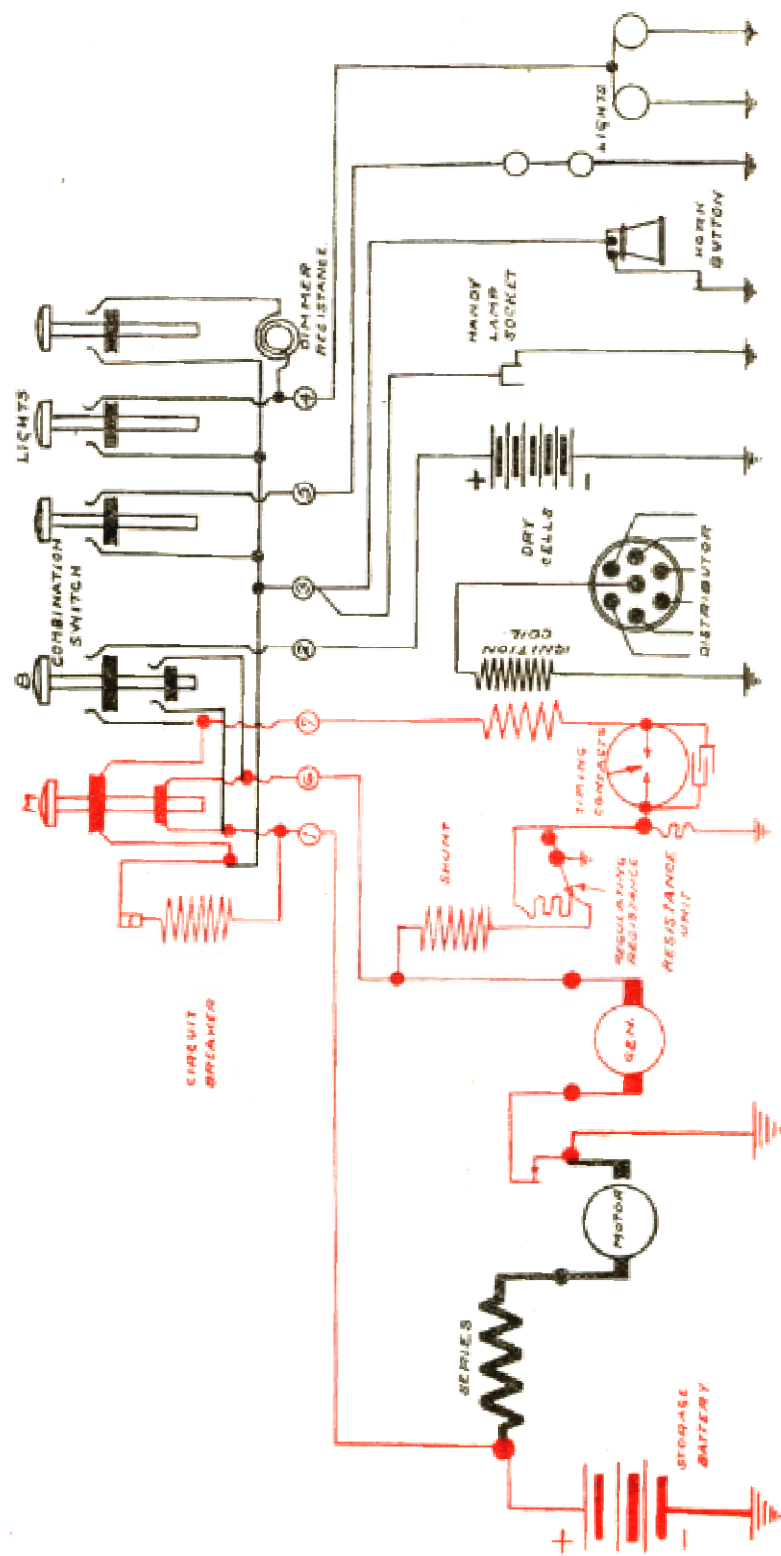 LIGHTS
COMBINATION
SWITCH
B
M
CIRCUIT
BREAKER
1
6
7
2
3
5
4
DIMMER
RESISTANCE.
LIGHTS
HORN
BUTTON
HANDY
LAMP
SOCKET
+
-
DRY
CELLS
DISTRIBUTOR
IGNITION
COIL
TIMING
CONTACTS
SHUNT
REGULATING
RESISTANCE
RESISTANCE
UNIT
GEN.
MOTOR
SERIES
+
-
STORAGE
BATTERY